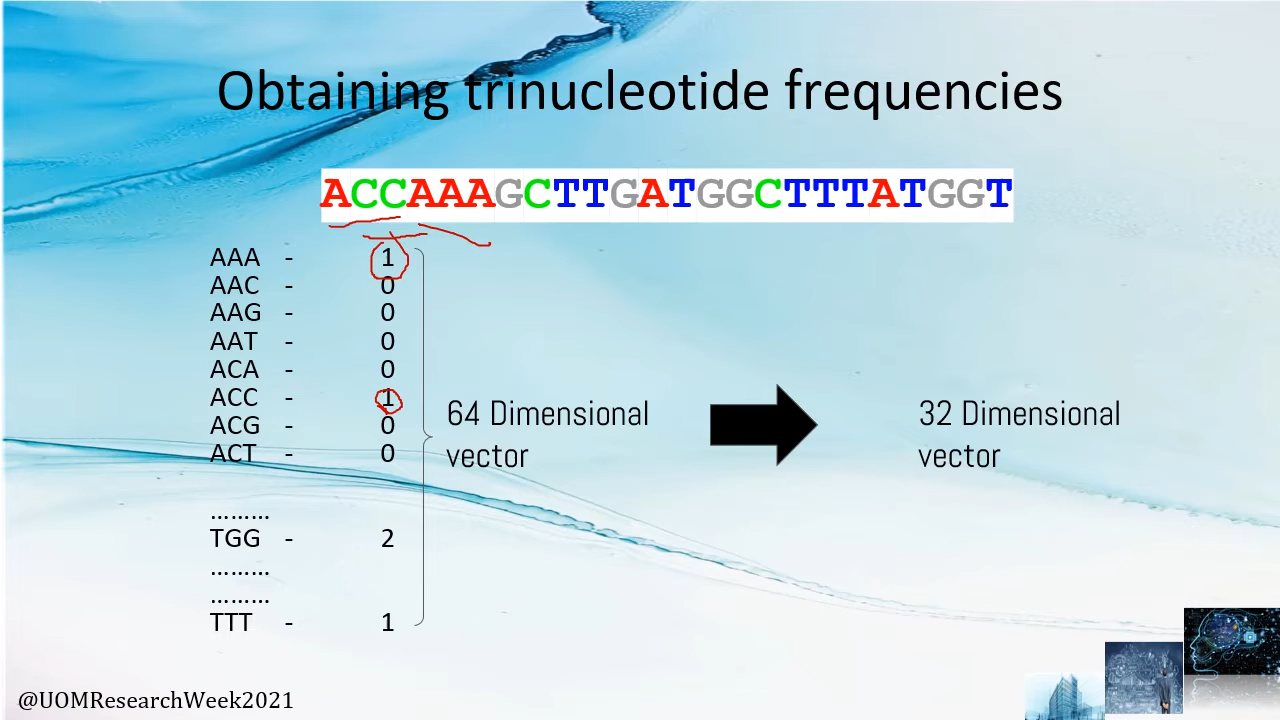 Obtaining trinucleotide frequencies
ACCAAAGCTTGATGGCTTTATGGT
AAA - 1
AAC - 0
AAG - 0
AAT - 0
ACA - 0
ACC - 1
ACG - 0
ACT - 0
………
TGG - 2
………
………
TTT - 1
64 Dimensional
vector
32 Dimensional
vector
@UOMResearchWeek2021